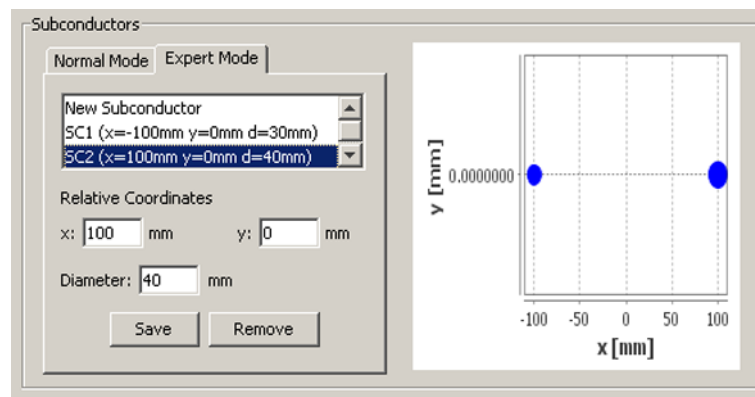 Subconductors
Normal Mode Expert Mode
New Subconductor
SC1 (x=-100mm y=0mm d=30mm)
SC2 (x=100mm y=0mm d=40mm)
Relative Coordinates
x: 100 mm y: 0 mm
Diameter: 40 mm
Save Remove
y [mm]
0.0000000
-100 -50 0 50 100
x [mm]